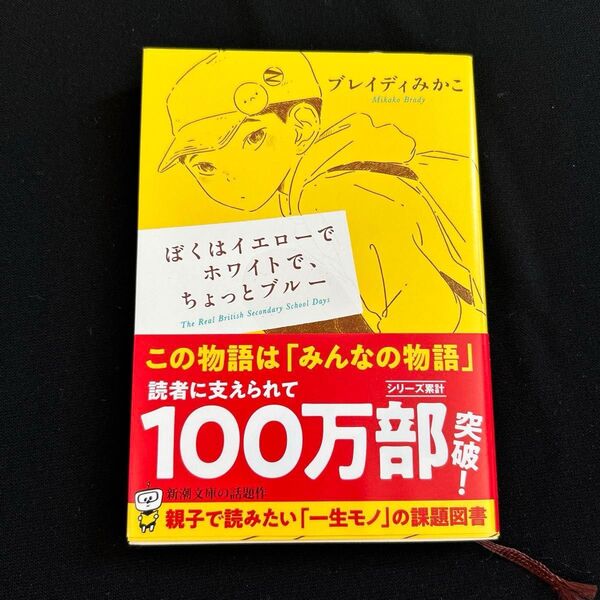 ブレイディみかこ
Mikako Brady
ぼくはイエローで
ホワイトで、
ちょっとブルー
The Real British Secondary School Days
この物語は「みんなの物語」
読者に支えられて
シリーズ累計
100万部突破!
新潮文庫の話題作
親子で読みたい「一生モノ」の課題図書